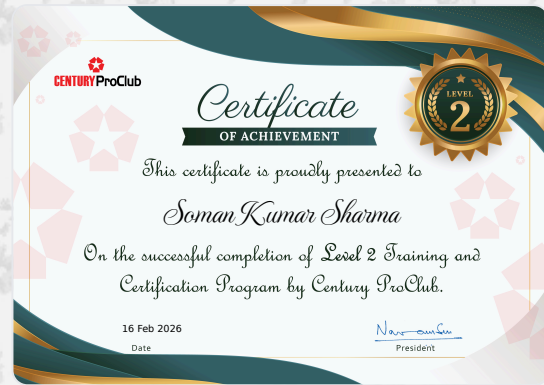 CENTURY ProClub
Certificate
OF ACHIEVEMENT
LEVEL
2
This certificate is proudly presented to
Soman Kumar Sharma
On the successful completion of Level 2 Training and
Certification Program by Century ProClub.
16 Feb 2026
Date
President